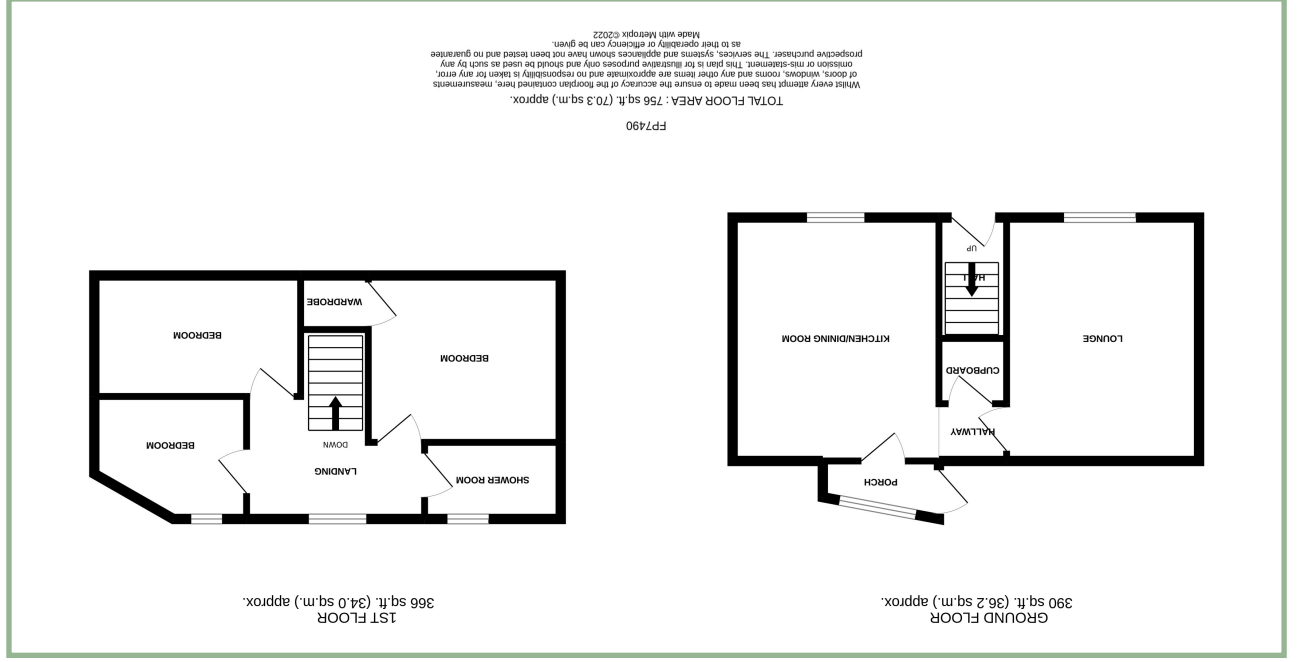 GROUND FLOOR
390 sq.ft. (36.2 sq.m.) approx.
1ST FLOOR
366 sq.ft. (34.0 sq.m.) approx.
PORCH
HALLWAY
CUPBOARD
LOUNGE
KITCHEN/DINING ROOM
HALL
UP
SHOWER ROOM
LANDING
DOWN
BEDROOM
BEDROOM
BEDROOM
WARDROBE
FP7490
TOTAL FLOOR AREA : 756 sq.ft. (70.3 sq.m.) approx.
Whilst every attempt has been made to ensure the accuracy of the floorplan contained here, measurements
of doors, windows, rooms and any other items are approximate and no responsibility is taken for any error,
omission or mis-statement. This plan is for illustrative purposes only and should be used as such by any
prospective purchaser. The services, systems and appliances shown have not been tested and no guarantee
as to their operability or efficiency can be given.
Made with Metropix ©2022